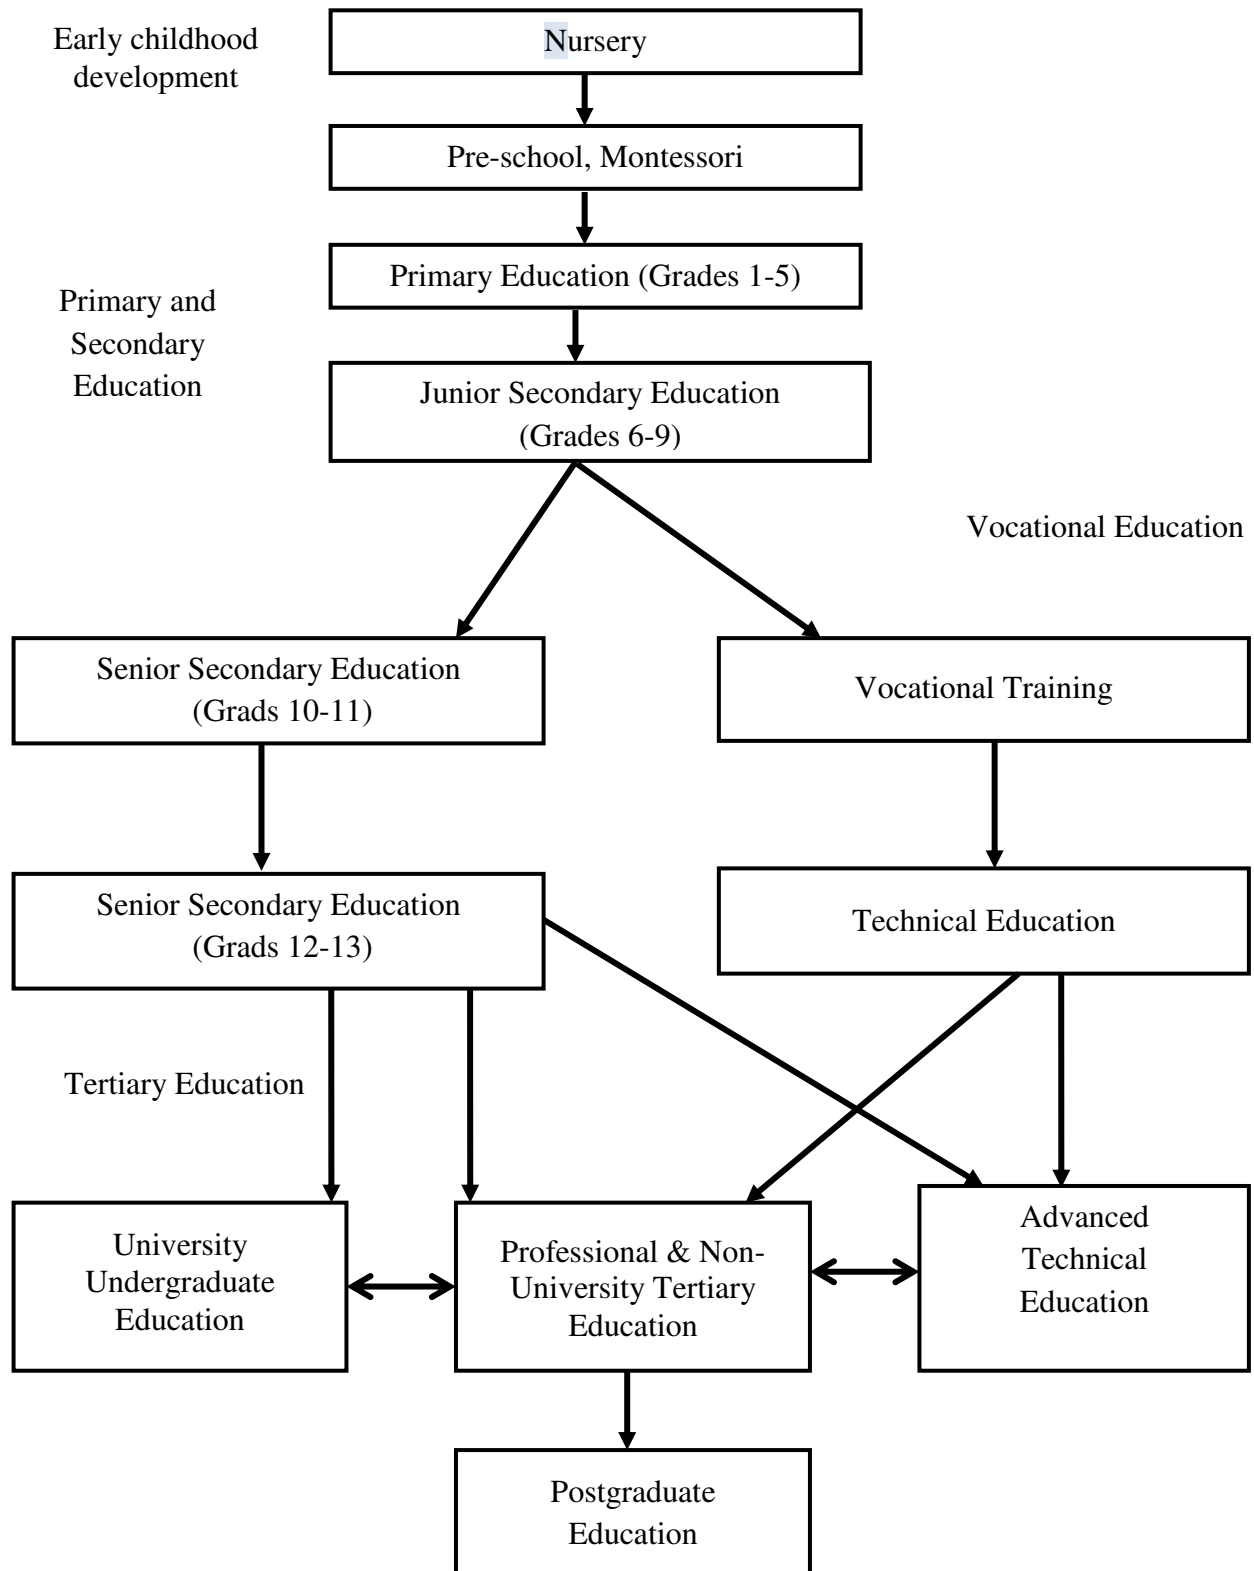 Early childhood
development
Nursery
Pre-school, Montessori
Primary Education (Grades 1-5)
Primary and
Secondary
Education
Junior Secondary Education
(Grades 6-9)
Vocational Education
Senior Secondary Education
(Grads 10-11)
Vocational Training
Senior Secondary Education
(Grads 12-13)
Technical Education
Tertiary Education
University
Undergraduate
Education
Professional & Non-
University Tertiary
Education
Advanced
Technical
Education
Postgraduate
Education